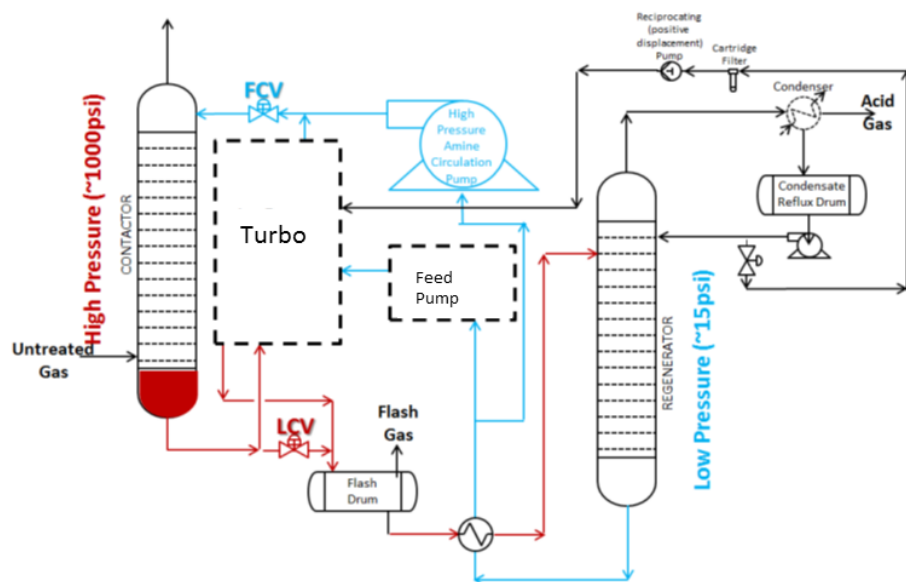 Reciprocating
(positive
displacement)
Pump
Cartridge
Filter
Condenser
Acid
Gas
FCV
High
Pressure
Amine
Circulation
Pump
Condensate
Reflux Drum
High Pressure (~1000psi)
CONTACTOR
Turbo
Feed
Pump
REGENERATOR
Low Pressure (~15psi)
Untreated
Gas
LCV
Flash
Gas
Flash
Drum